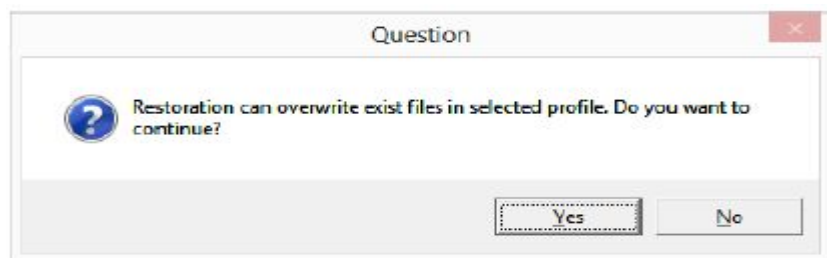 Question
Restoration can overwrite exist files in selected profile. Do you want to
continue?
Yes
No